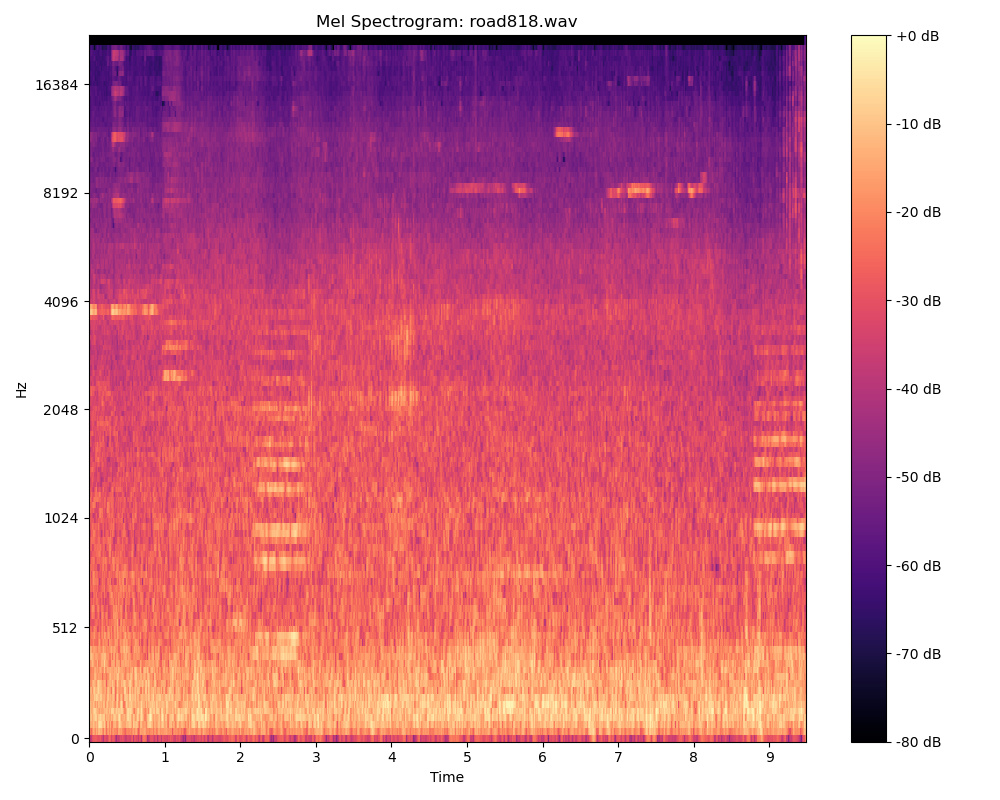 Mel Spectrogram: road818.wav
Hz
16384
8192
4096
2048
1024
512
0
0 1 2 3 4 5 6 7 8 9
Time
+0 dB
-10 dB
-20 dB
-30 dB
-40 dB
-50 dB
-60 dB
-70 dB
-80 dB